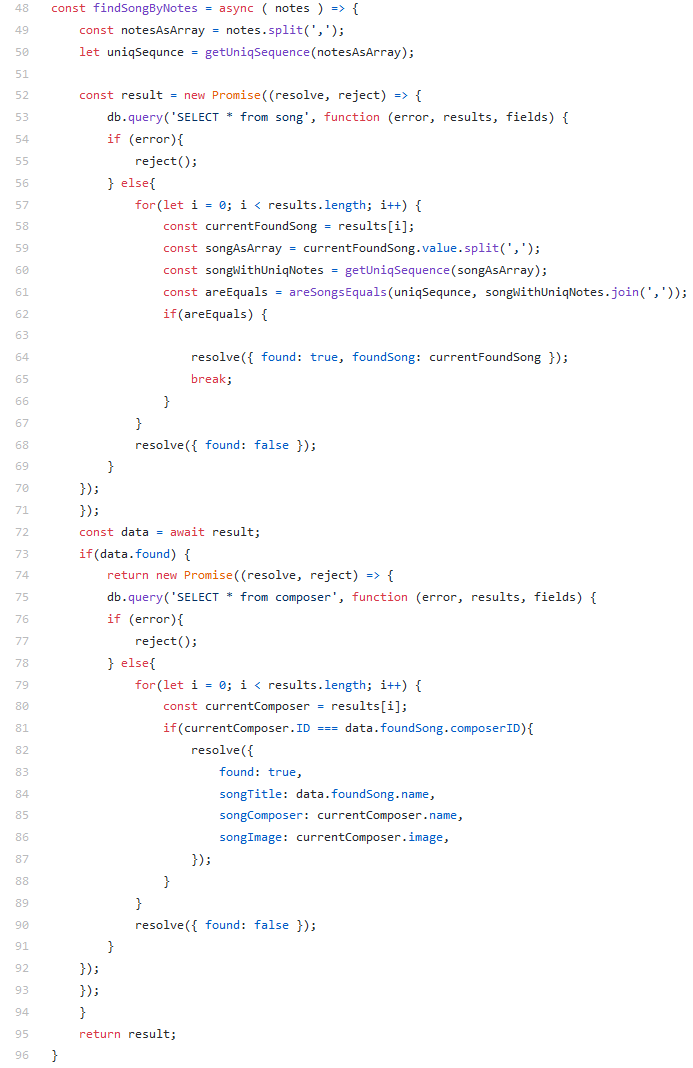 48 const findSongByNotes = async ( notes ) => {
49 const notesAsArray = notes.split(',');
50 let uniqSequnce = getUniqSequence(notesAsArray);
51
52 const result = new Promise((resolve, reject) => {
53 db.query('SELECT * from song', function (error, results, fields) {
54 if (error){
55 reject();
56 } else{
57 for(let i = 0; i < results.length; i++) {
58 const currentFoundSong = results[i];
59 const songAsArray = currentFoundSong.value.split(',');
60 const songWithUniqNotes = getUniqSequence(songAsArray);
61 const areEquals = areSongsEquals(uniqSequnce, songWithUniqNotes.join(','));
62 if(areEquals) {
63
64 resolve({ found: true, foundSong: currentFoundSong });
65 break;
66 }
67 }
68 resolve({ found: false });
69 }
70 });
71 });
72 const data = await result;
73 if(data.found) {
74 return new Promise((resolve, reject) => {
75 db.query('SELECT * from composer', function (error, results, fields) {
76 if (error){
77 reject();
78 } else{
79 for(let i = 0; i < results.length; i++) {
80 const currentComposer = results[i];
81 if(currentComposer.ID === data.foundSong.composerID){
82 resolve({
83 found: true,
84 songTitle: data.foundSong.name,
85 songComposer: currentComposer.name,
86 songImage: currentComposer.image,
87 });
88 }
89 }
90 resolve({ found: false });
91 }
92 });
93 });
94 }
95 return result;
96 }